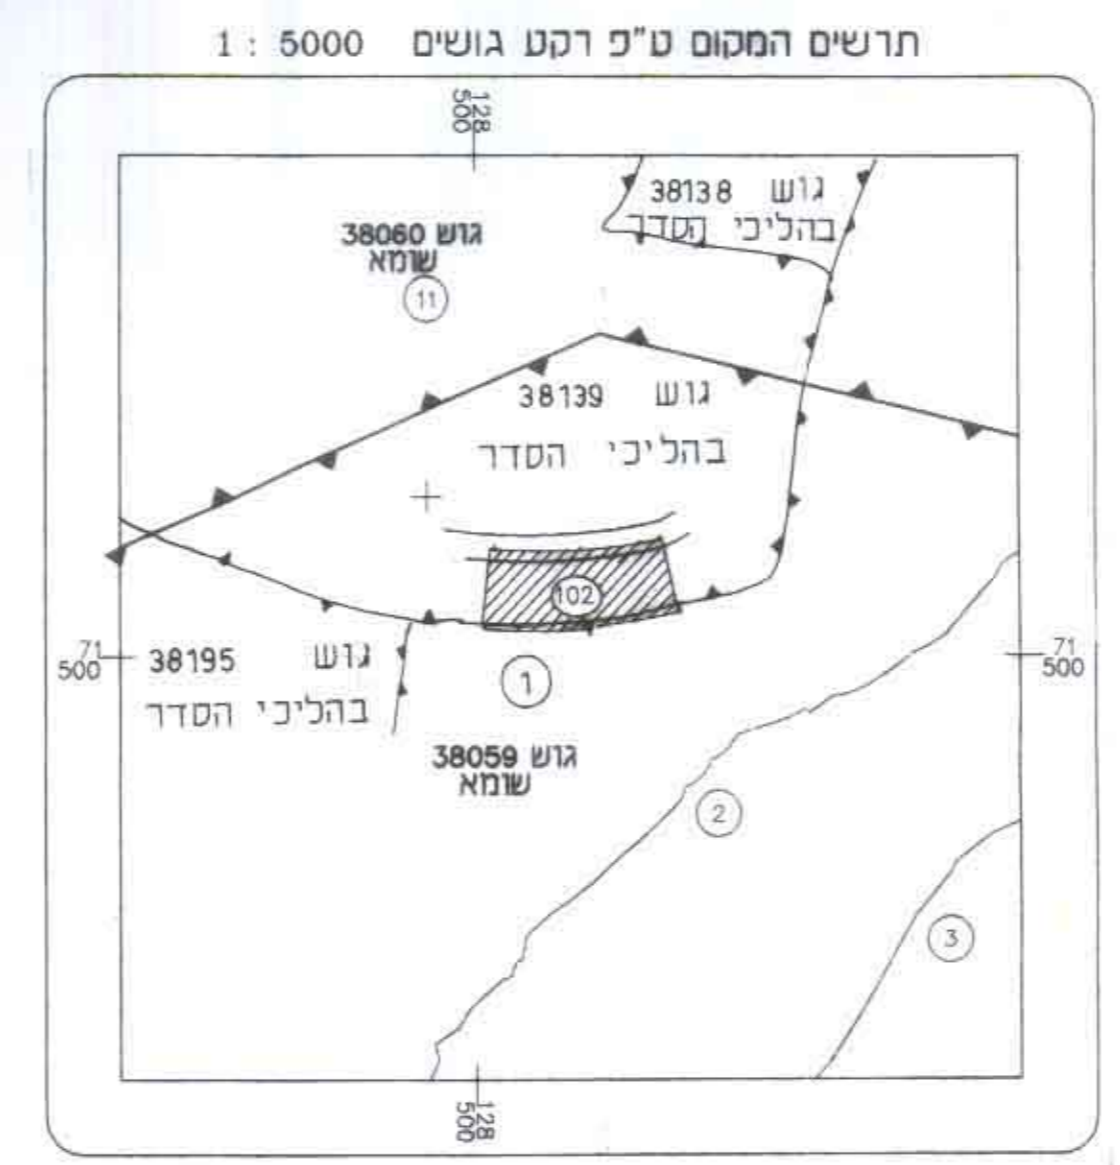 תרשים המקום ט"פ רקע גושים 5000 : 1
128
500
גוש 38138
בהליכי הסדר
גוש 38060
שומא
11
גוש 38139
בהליכי הסדר
102
71
500
71
500
גוש 38195
בהליכי הסדר
1
גוש 38059
שומא
2
3
128
500